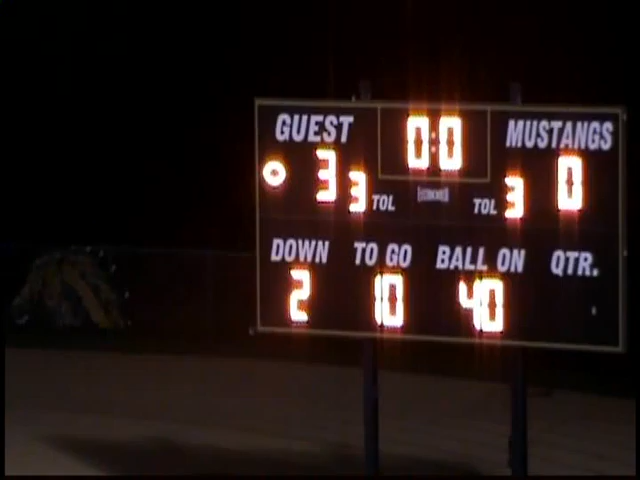 GUEST 0:0 MUSTANGS
3 3 TOL TOL 3 0
DOWN TO GO BALL ON QTR.
2 10 40